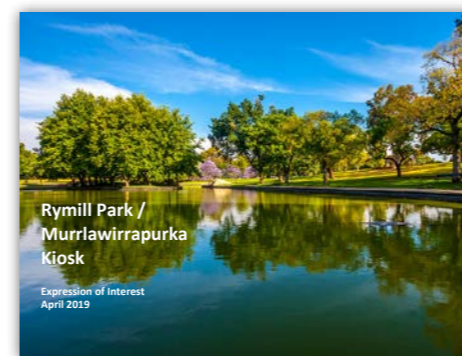 Rymill Park /
Murrlawirrapurka
Kiosk
Expression of Interest
April 2019